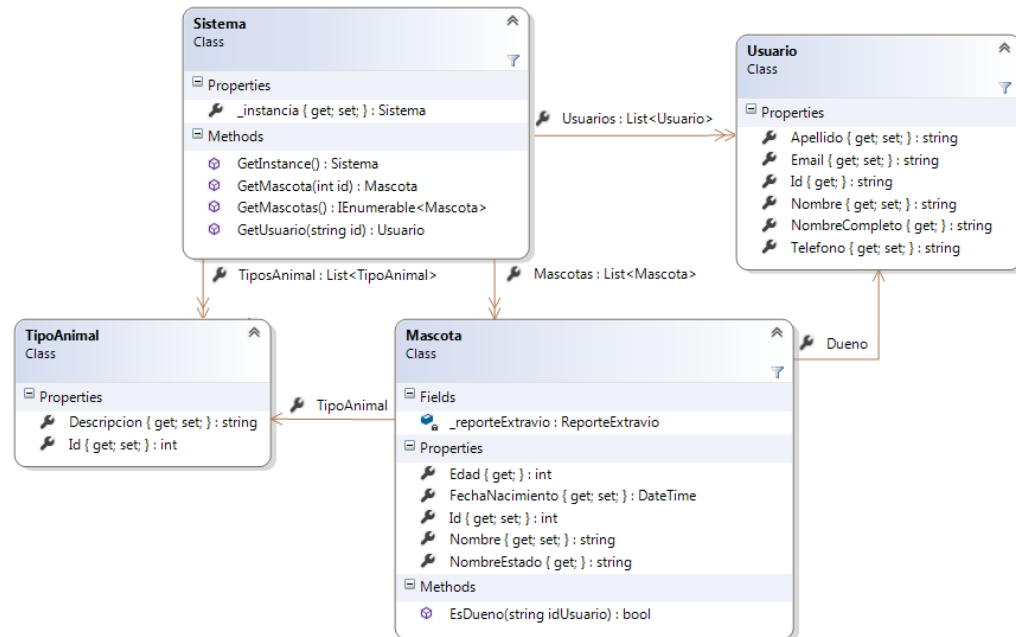 Sistema
Class
Properties
_instancia { get; set; } : Sistema
Methods
GetInstance() : Sistema
GetMascota(int id) : Mascota
GetMascotas() : IEnumerable<Mascota>
GetUsuario(string id) : Usuario
Usuarios : List<Usuario>
Usuario
Class
Properties
Apellido { get; set; } : string
Email { get; set; } : string
Id { get; } : string
Nombre { get; set; } : string
NombreCompleto { get; } : string
Telefono { get; set; } : string
TiposAnimal : List<TipoAnimal>
Mascotas : List<Mascota>
TipoAnimal
Class
Properties
Descripcion { get; set; } : string
Id { get; set; } : int
TipoAnimal
Mascota
Class
Fields
_reporteExtravio : ReporteExtravio
Properties
Edad { get; } : int
FechaNacimiento { get; set; } : DateTime
Id { get; set; } : int
Nombre { get; set; } : string
NombreEstado { get; } : string
Methods
EsDueno(string idUsuario) : bool
Dueno